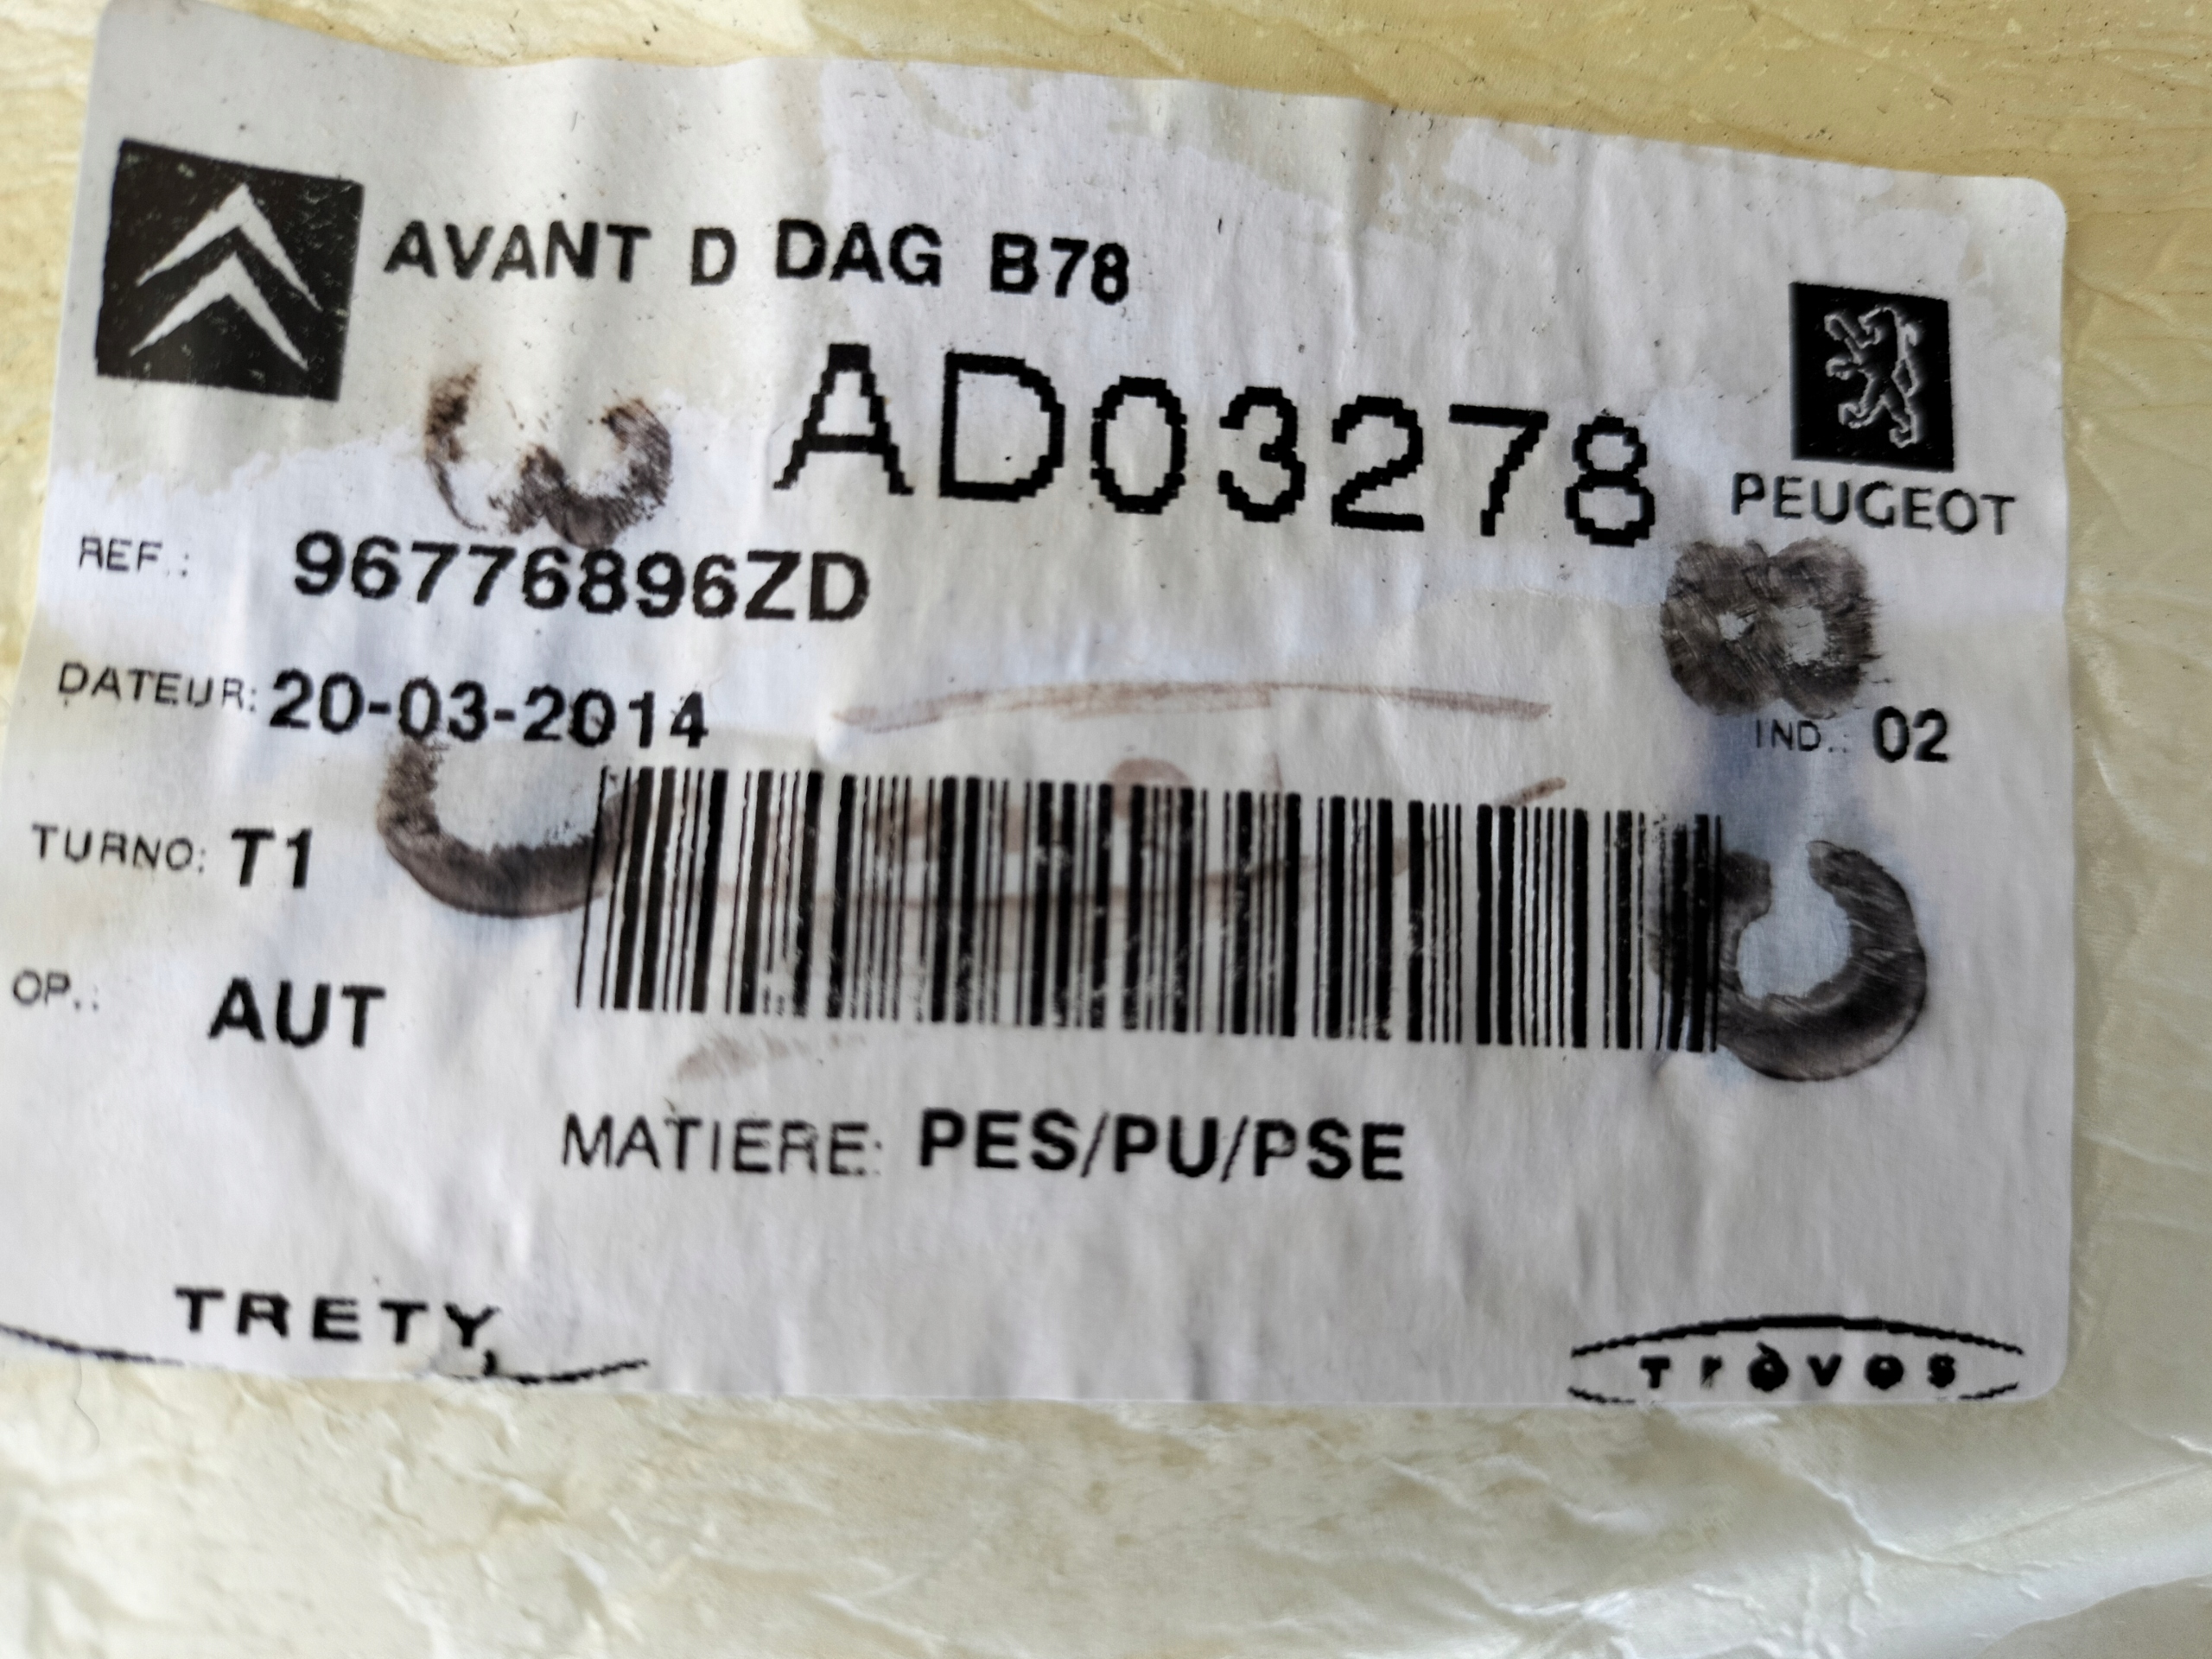 AVANT D DAG B78
AD03278
PEUGEOT
REF.: 96776896ZD
DATEUR: 20-03-2014
IND.: 02
TURNO: T1
OP.: AUT
MATIERE: PES/PU/PSE
TRETY
Trèves